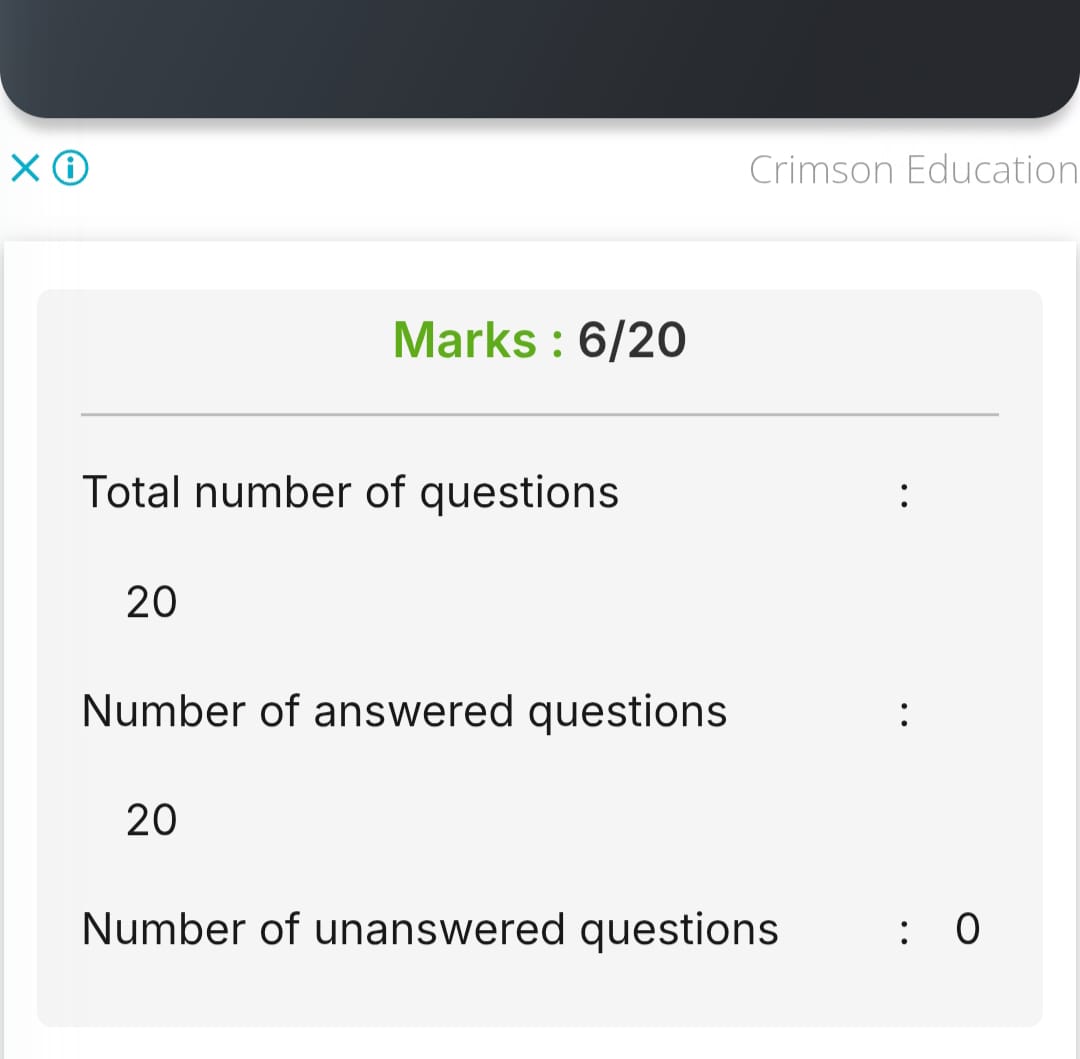 Crimson Education
Marks : 6/20
Total number of questions :
20
Number of answered questions :
20
Number of unanswered questions : 0